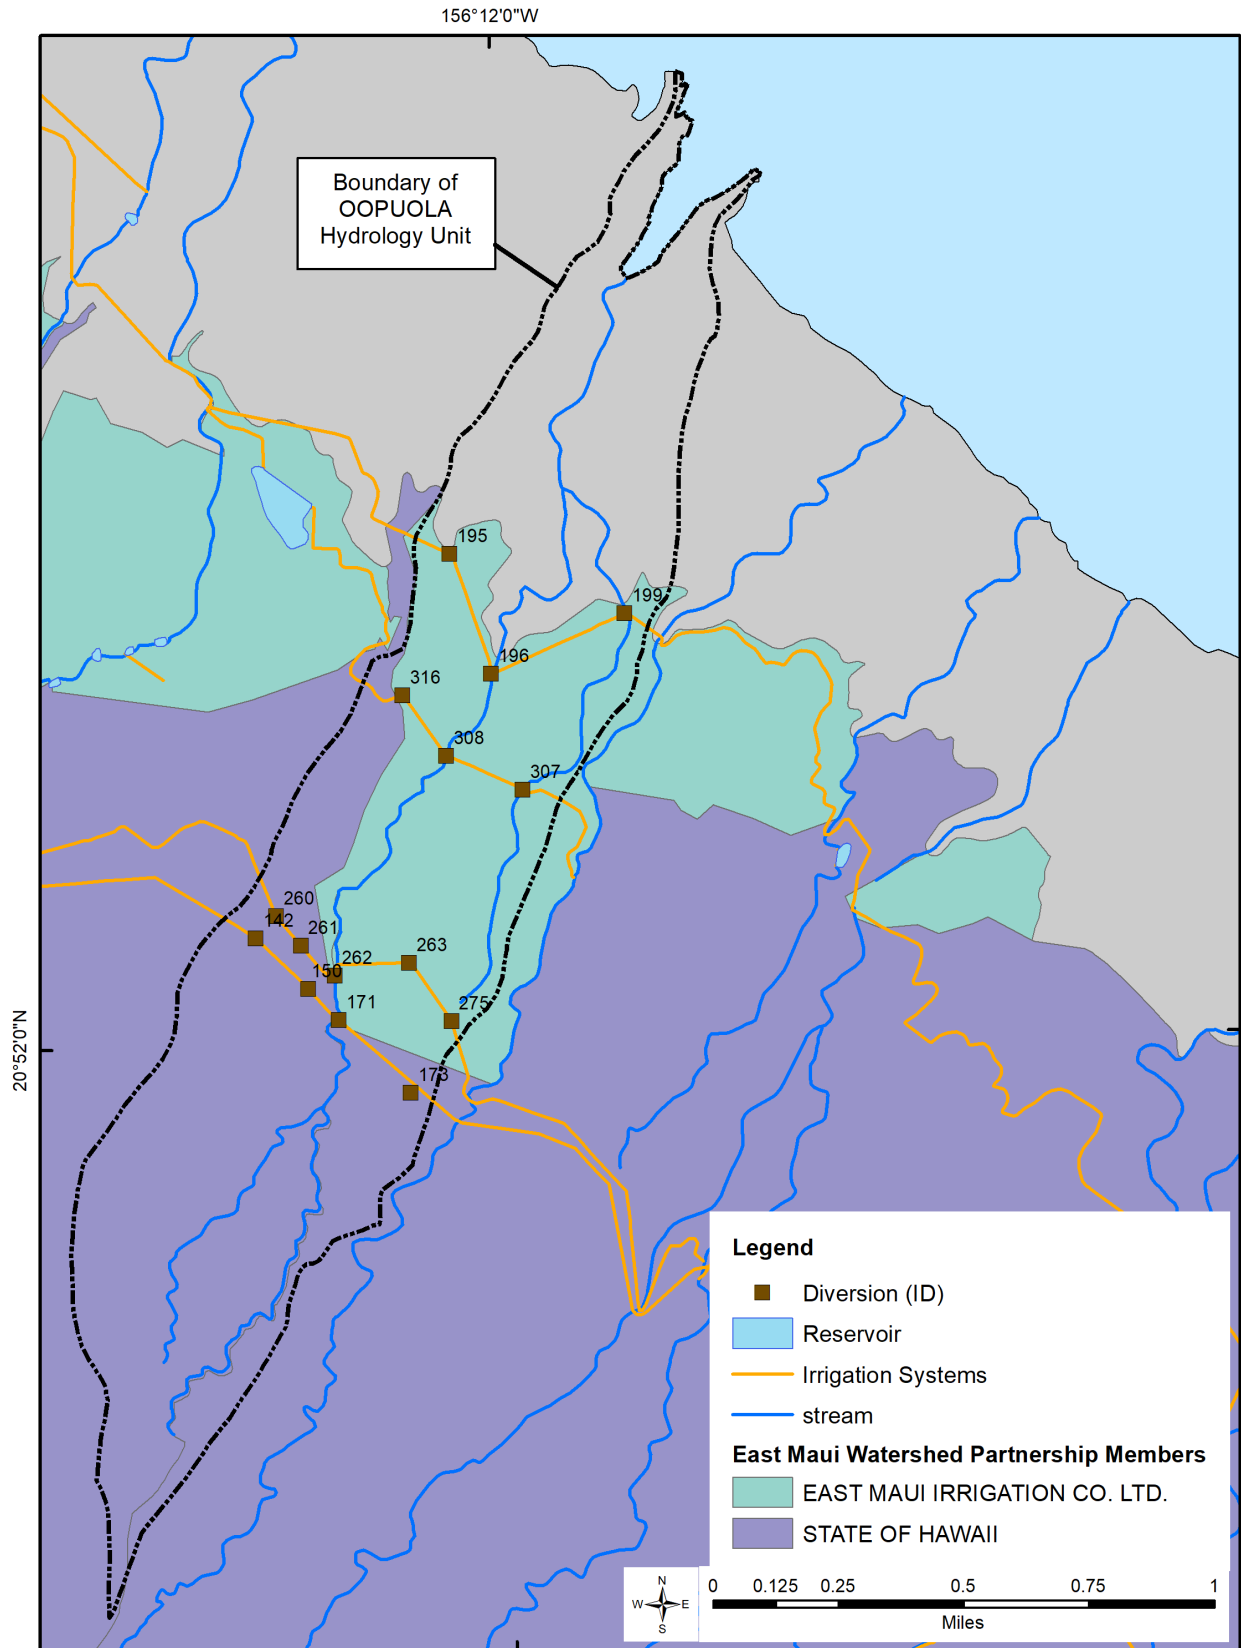 156°12'0"W
Boundary of
OOPUOLA
Hydrology Unit
195
199
196
316
308
307
260
142
261
262
263
150
171
275
173
20°52'0"N
Legend
Diversion (ID)
Reservoir
Irrigation Systems
stream
East Maui Watershed Partnership Members
EAST MAUI IRRIGATION CO. LTD.
STATE OF HAWAII
N
W E
S
0 0.125 0.25 0.5 0.75 1
Miles